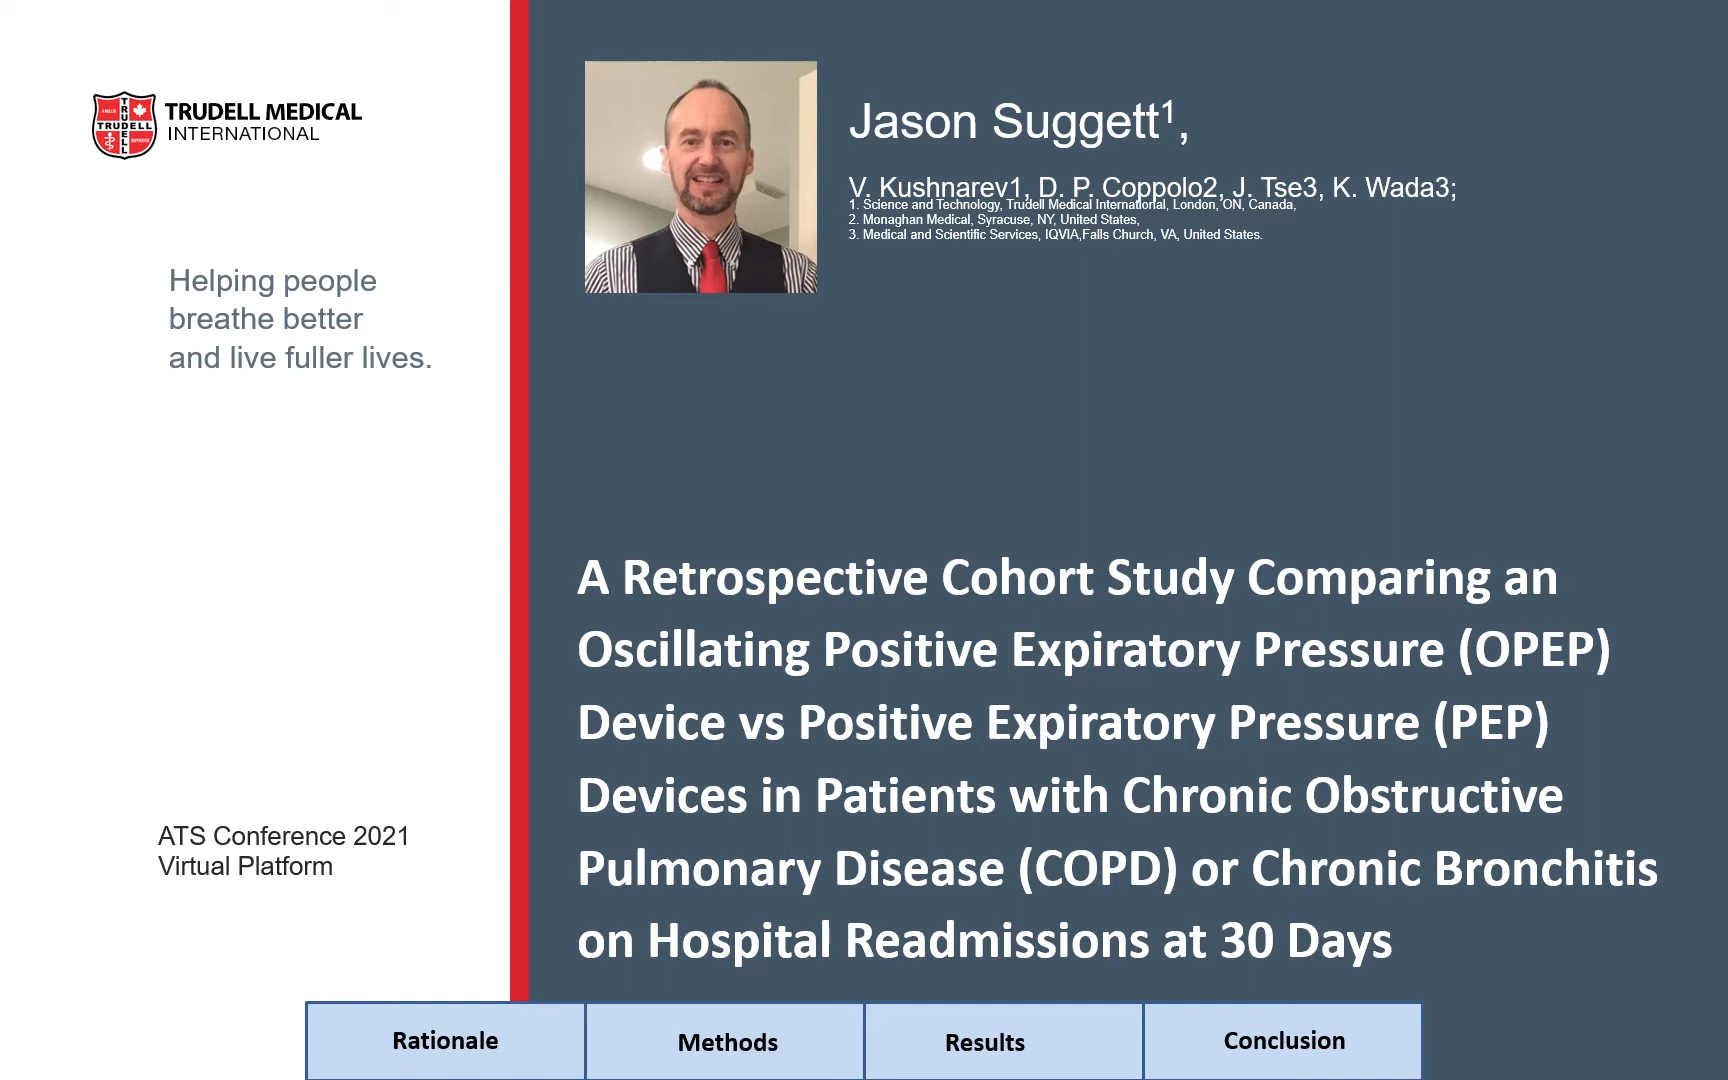 TRUDELL
TRUDELL
TRUDELL MEDICAL
INTERNATIONAL
Helping people
breathe better
and live fuller lives.
ATS Conference 2021
Virtual Platform
Jason Suggett¹,
V. Kushnarev1, D. P. Coppolo2, J. Tse3, K. Wada3;
1. Science and Technology, Trudell Medical International, London, ON, Canada,
2. Monaghan Medical, Syracuse, NY, United States,
3. Medical and Scientific Services, IQVIA,Falls Church, VA, United States.
A Retrospective Cohort Study Comparing an
Oscillating Positive Expiratory Pressure (OPEP)
Device vs Positive Expiratory Pressure (PEP)
Devices in Patients with Chronic Obstructive
Pulmonary Disease (COPD) or Chronic Bronchitis
on Hospital Readmissions at 30 Days
Rationale
Methods
Results
Conclusion